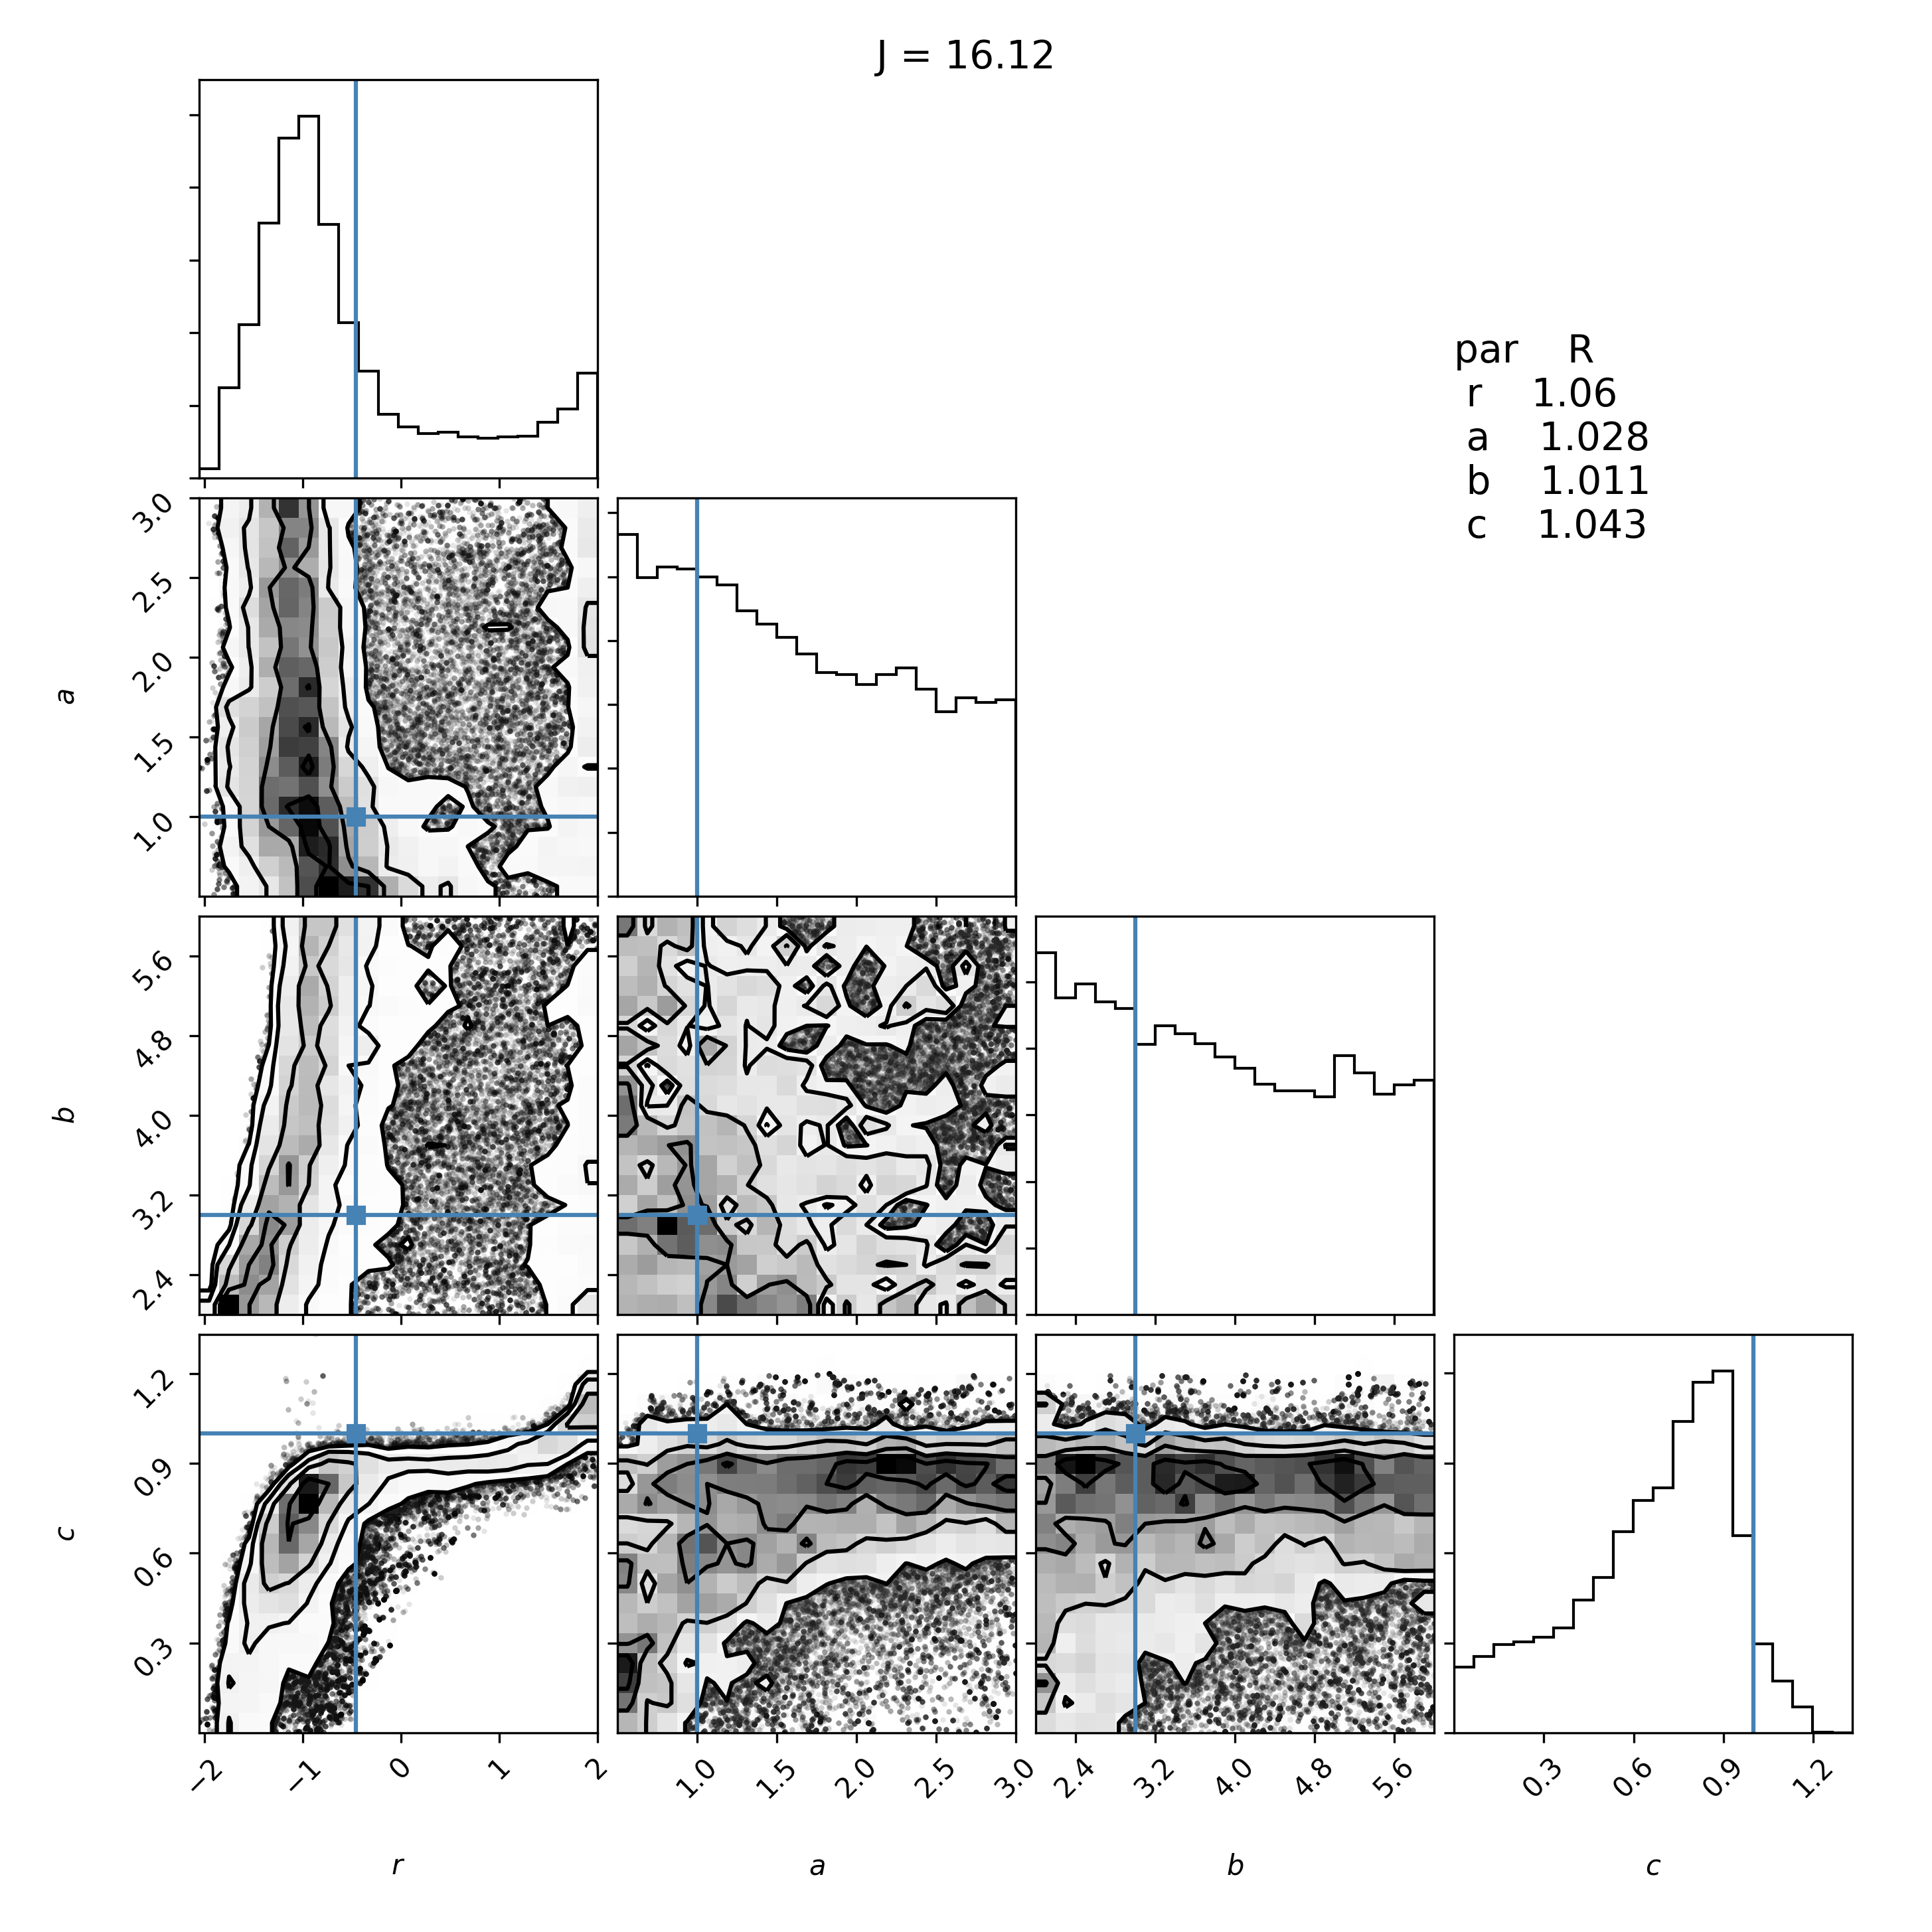 J = 16.12
par R
r 1.06
a 1.028
b 1.011
c 1.043
3.0
2.5
2.0
1.5
1.0
a
5.6
4.8
4.0
3.2
2.4
b
1.2
0.9
0.6
0.3
c
−2 −1 0 1 2
1.0 1.5 2.0 2.5 3.0
2.4 3.2 4.0 4.8 5.6
0.3 0.6 0.9 1.2
r a b c